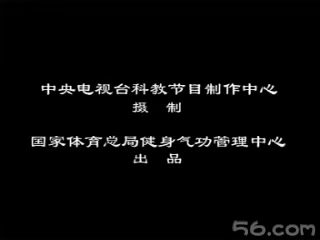 中央电视台科教节目制作中心
摄 制
国家体育总局健身气功管理中心
出 品
56.com